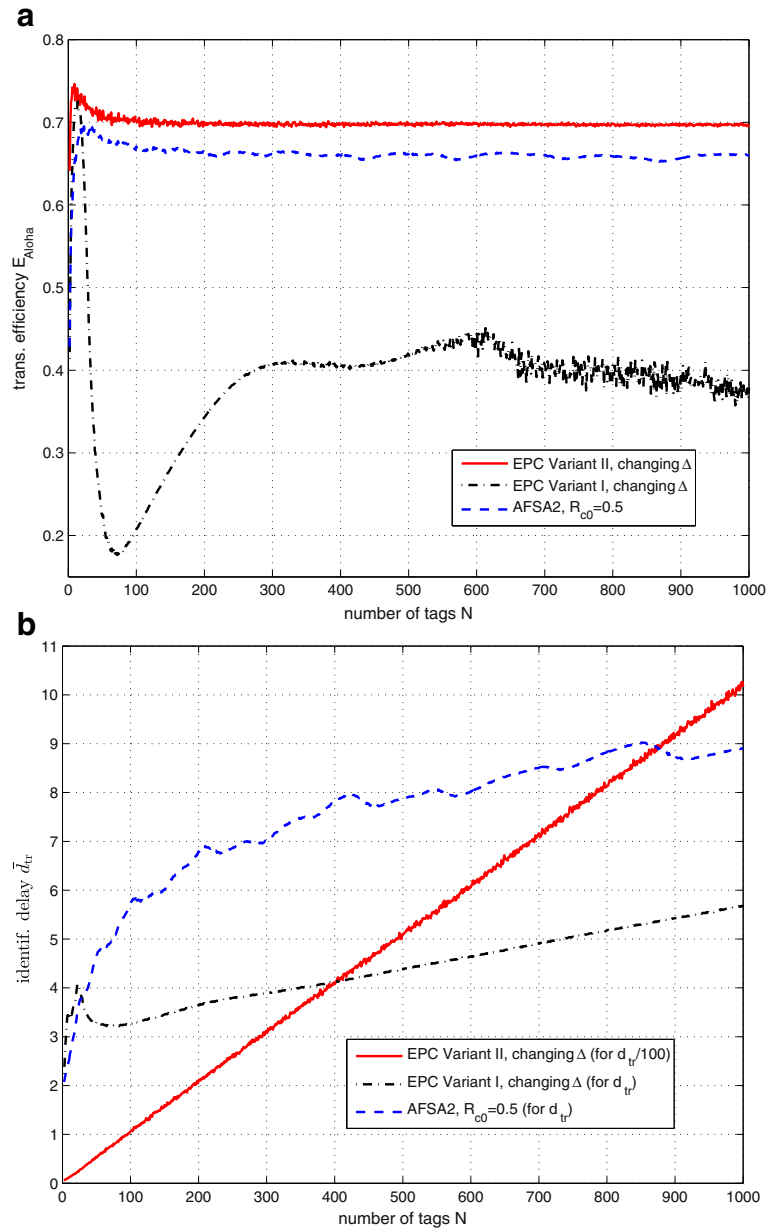 a
0.8
0.7
0.6
0.5
0.4
0.3
0.2
trans. efficiency E_Aloha
EPC Variant II, changing Δ
EPC Variant I, changing Δ
AFSA2, R_c0=0.5
0 100 200 300 400 500 600 700 800 900 1000
number of tags N
b
11
10
9
8
7
6
5
4
3
2
1
0
identif. delay d̄_tr
EPC Variant II, changing Δ (for d_tr/100)
EPC Variant I, changing Δ (for d_tr)
AFSA2, R_c0=0.5 (for d_tr)
0 100 200 300 400 500 600 700 800 900 1000
number of tags N